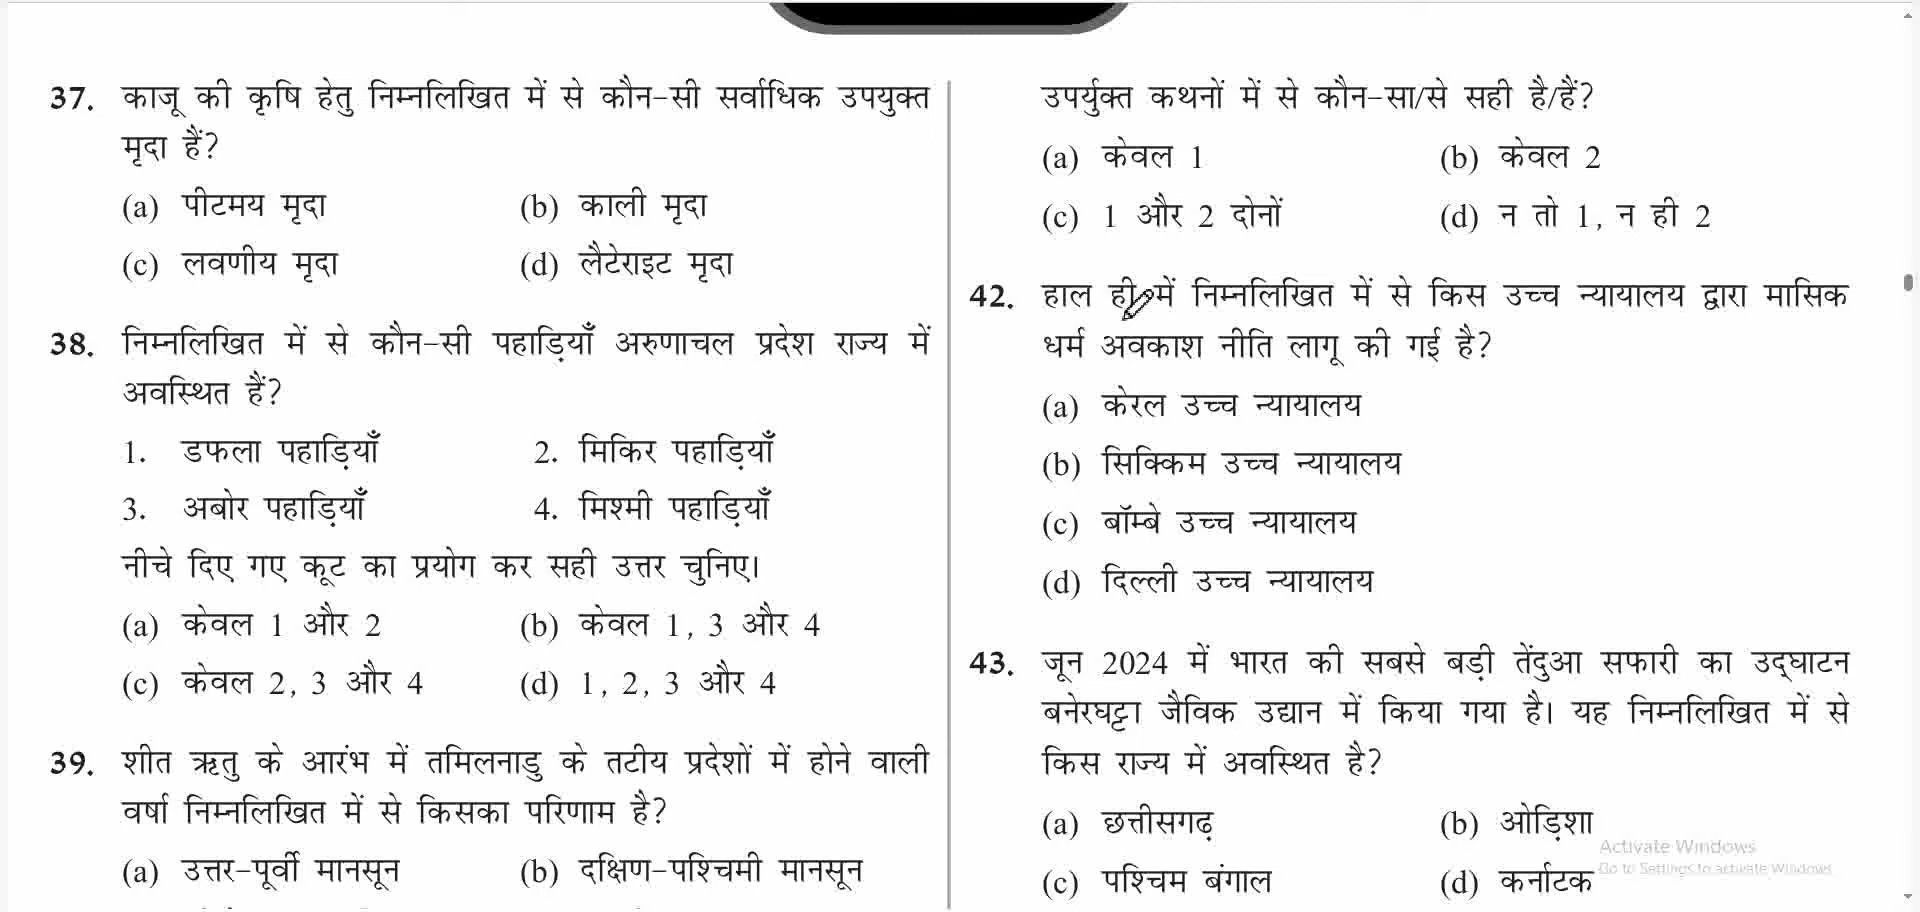 37. काजू की कृषि हेतु निम्नलिखित में से कौन-सी सर्वाधिक उपयुक्त
मृदा हैं?
(a) पीटमय मृदा (b) काली मृदा
(c) लवणीय मृदा (d) लैटेराइट मृदा
38. निम्नलिखित में से कौन-सी पहाड़ियाँ अरुणाचल प्रदेश राज्य में
अवस्थित हैं?
1. डफला पहाड़ियाँ 2. मिकिर पहाड़ियाँ
3. अबोर पहाड़ियाँ 4. मिश्मी पहाड़ियाँ
नीचे दिए गए कूट का प्रयोग कर सही उत्तर चुनिए।
(a) केवल 1 और 2 (b) केवल 1, 3 और 4
(c) केवल 2, 3 और 4 (d) 1, 2, 3 और 4
39. शीत ऋतु के आरंभ में तमिलनाडु के तटीय प्रदेशों में होने वाली
वर्षा निम्नलिखित में से किसका परिणाम है?
(a) उत्तर-पूर्वी मानसून (b) दक्षिण-पश्चिमी मानसून
उपर्युक्त कथनों में से कौन-सा/से सही है/हैं?
(a) केवल 1 (b) केवल 2
(c) 1 और 2 दोनों (d) न तो 1, न ही 2
42. हाल ही में निम्नलिखित में से किस उच्च न्यायालय द्वारा मासिक
धर्म अवकाश नीति लागू की गई है?
(a) केरल उच्च न्यायालय
(b) सिक्किम उच्च न्यायालय
(c) बॉम्बे उच्च न्यायालय
(d) दिल्ली उच्च न्यायालय
43. जून 2024 में भारत की सबसे बड़ी तेंदुआ सफारी का उद्घाटन
बनेरघट्टा जैविक उद्यान में किया गया है। यह निम्नलिखित में से
किस राज्य में अवस्थित है?
(a) छत्तीसगढ़ (b) ओड़िशा
(c) पश्चिम बंगाल (d) कर्नाटक
Activate Windows
Go to Settings to activate Windows